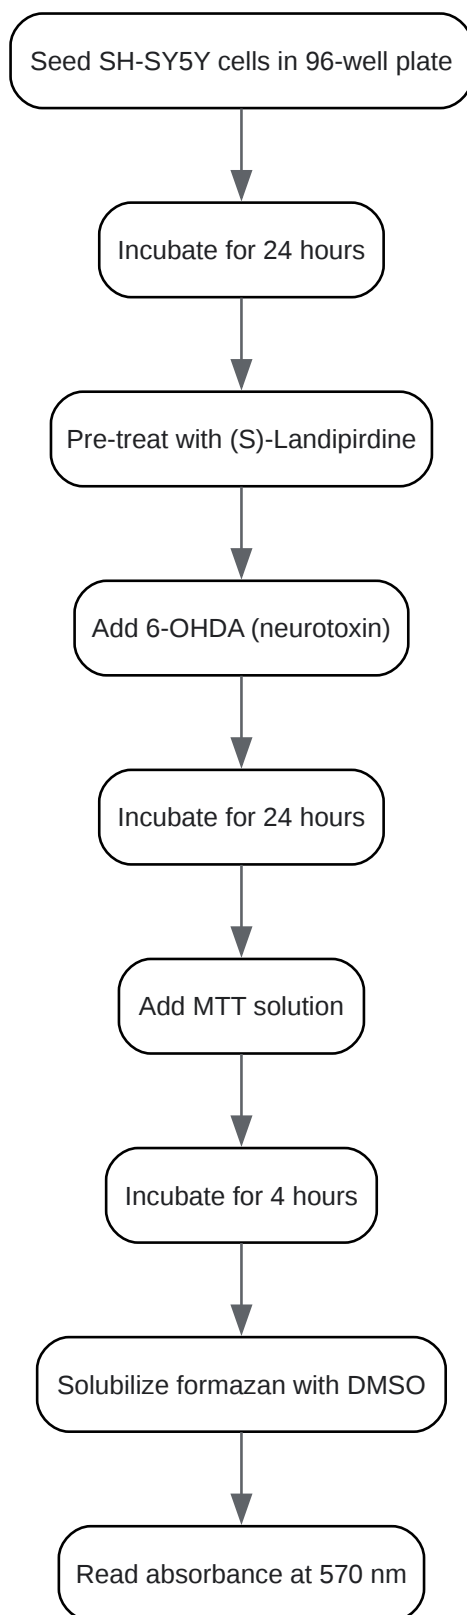 Seed SH-SY5Y cells in 96-well plate
Incubate for 24 hours
Pre-treat with (S)-Landipirdine
Add 6-OHDA (neurotoxin)
Incubate for 24 hours
Add MTT solution
Incubate for 4 hours
Solubilize formazan with DMSO
Read absorbance at 570 nm